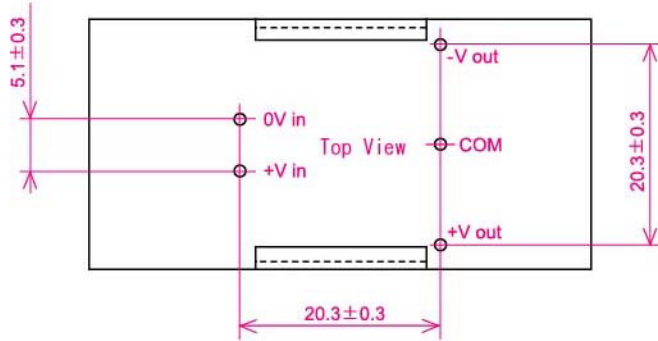 5.1±0.3
-V out
0V in
Top View
COM
+V in
20.3±0.3
+V out
20.3±0.3